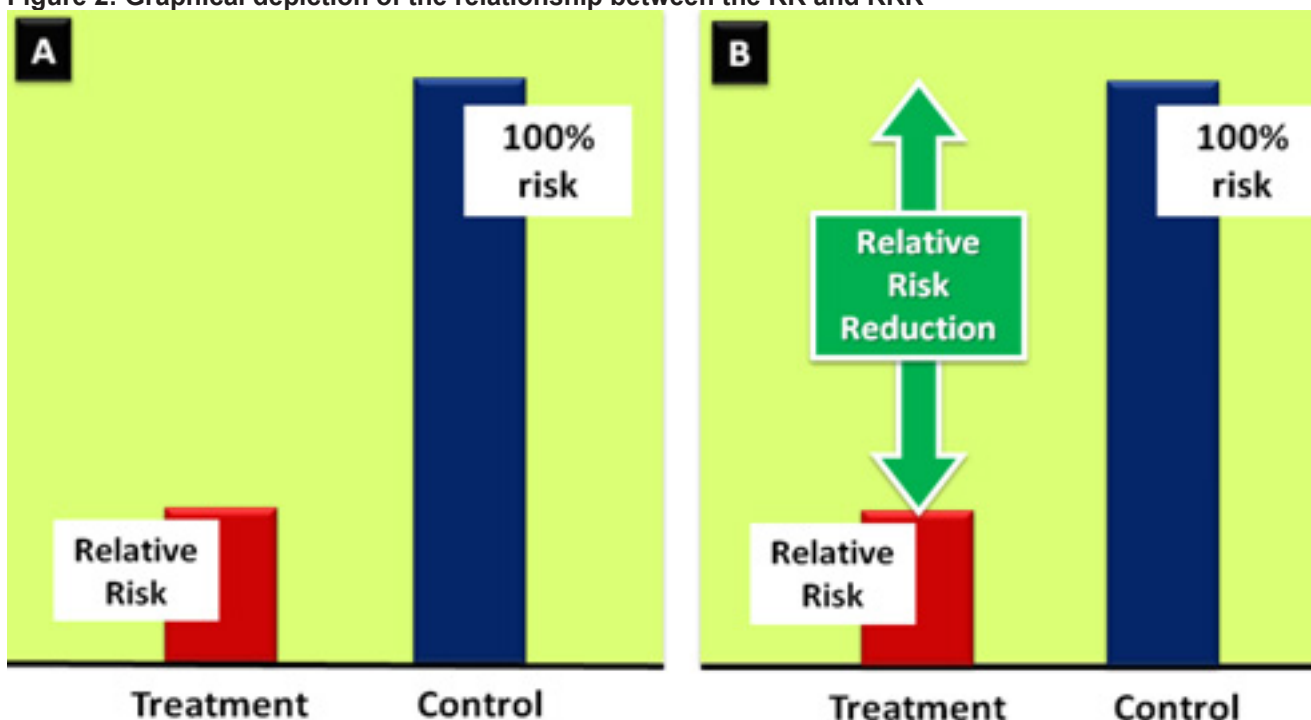 Figure 2: Graphical depiction of the relationship between the RR and RRR
A
100%
risk
Relative
Risk
Treatment
Control
B
Relative
Risk
Reduction
100%
risk
Relative
Risk
Treatment
Control